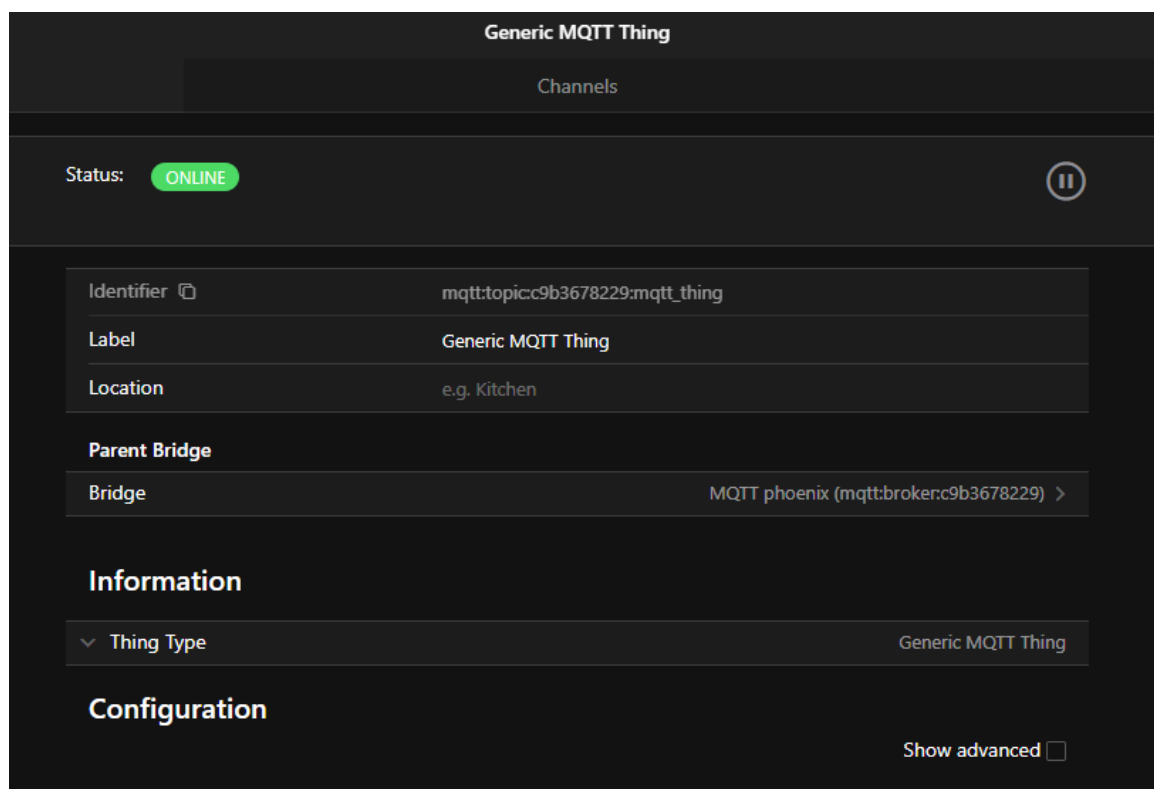 Generic MQTT Thing
Channels
Status: ONLINE
Identifier mqtt:topic:c9b3678229:mqtt_thing
Label Generic MQTT Thing
Location e.g. Kitchen
Parent Bridge
Bridge MQTT phoenix (mqtt:broker:c9b3678229)
Information
Thing Type Generic MQTT Thing
Configuration
Show advanced